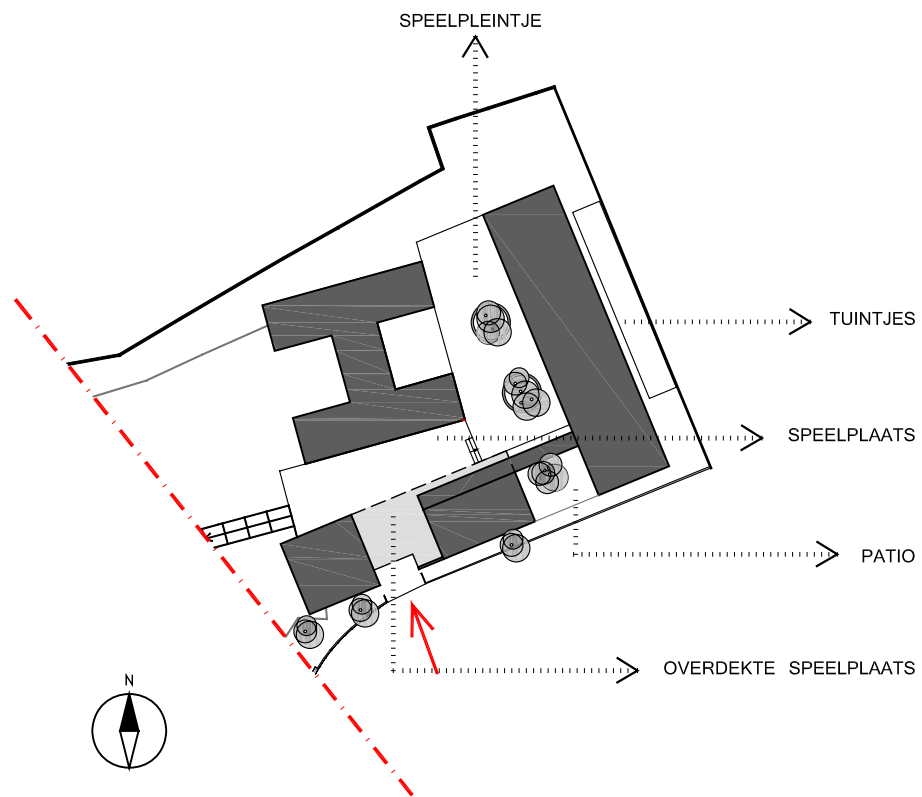 SPEELPLEINTJE
TUINTJES
SPEELPLAATS
PATIO
OVERDEKTE SPEELPLAATS
N